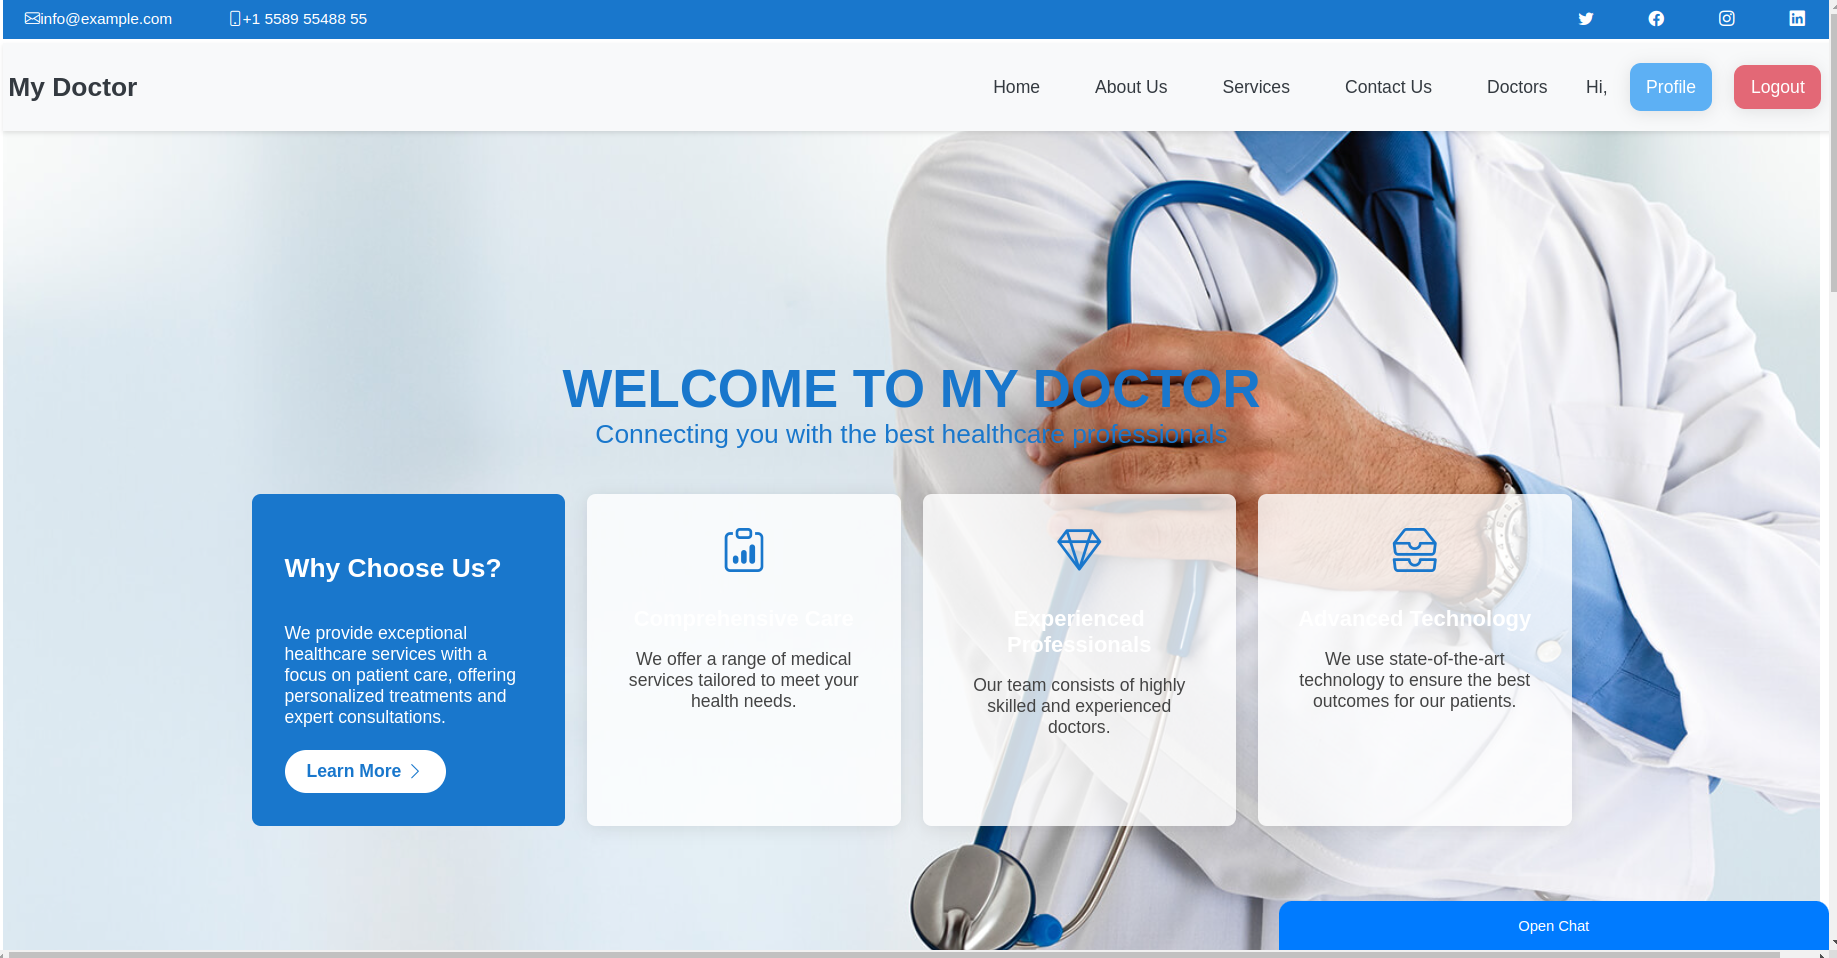 info@example.com
+1 5589 55488 55
My Doctor
Home
About Us
Services
Contact Us
Doctors
Hi,
Profile
Logout
WELCOME TO MY DOCTOR
Connecting you with the best healthcare professionals
Why Choose Us?
We provide exceptional
healthcare services with a
focus on patient care, offering
personalized treatments and
expert consultations.
Learn More
Comprehensive Care
We offer a range of medical
services tailored to meet your
health needs.
Experienced
Professionals
Our team consists of highly
skilled and experienced
doctors.
Advanced Technology
We use state-of-the-art
technology to ensure the best
outcomes for our patients.
Open Chat